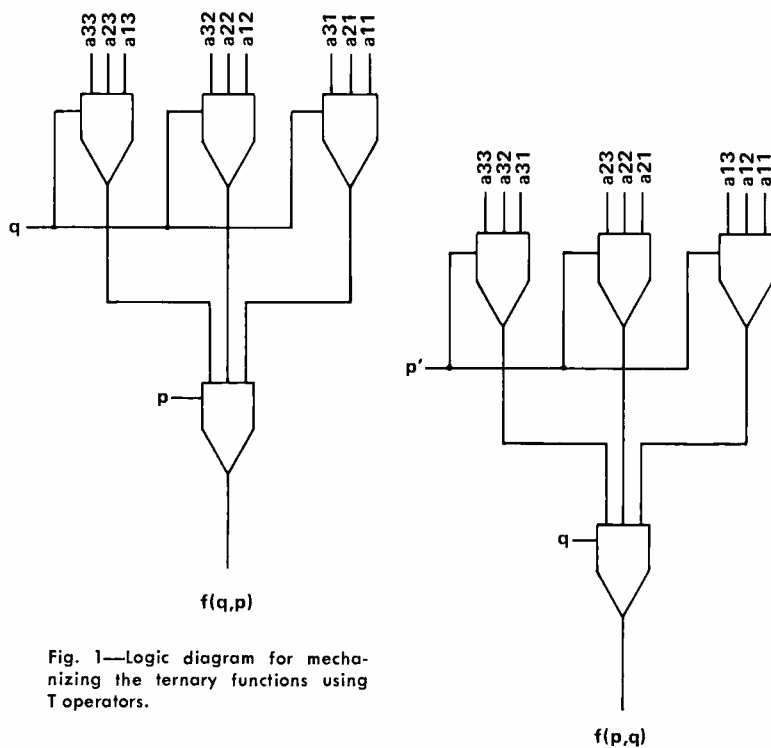 a33 a23 a13 a32 a22 a12 a31 a21 a11
q
p
f(q,p)
a33 a32 a31 a23 a22 a21 a13 a12 a11
p′
q
f(p,q)
Fig. 1—Logic diagram for mecha-
nizing the ternary functions using
T operators.